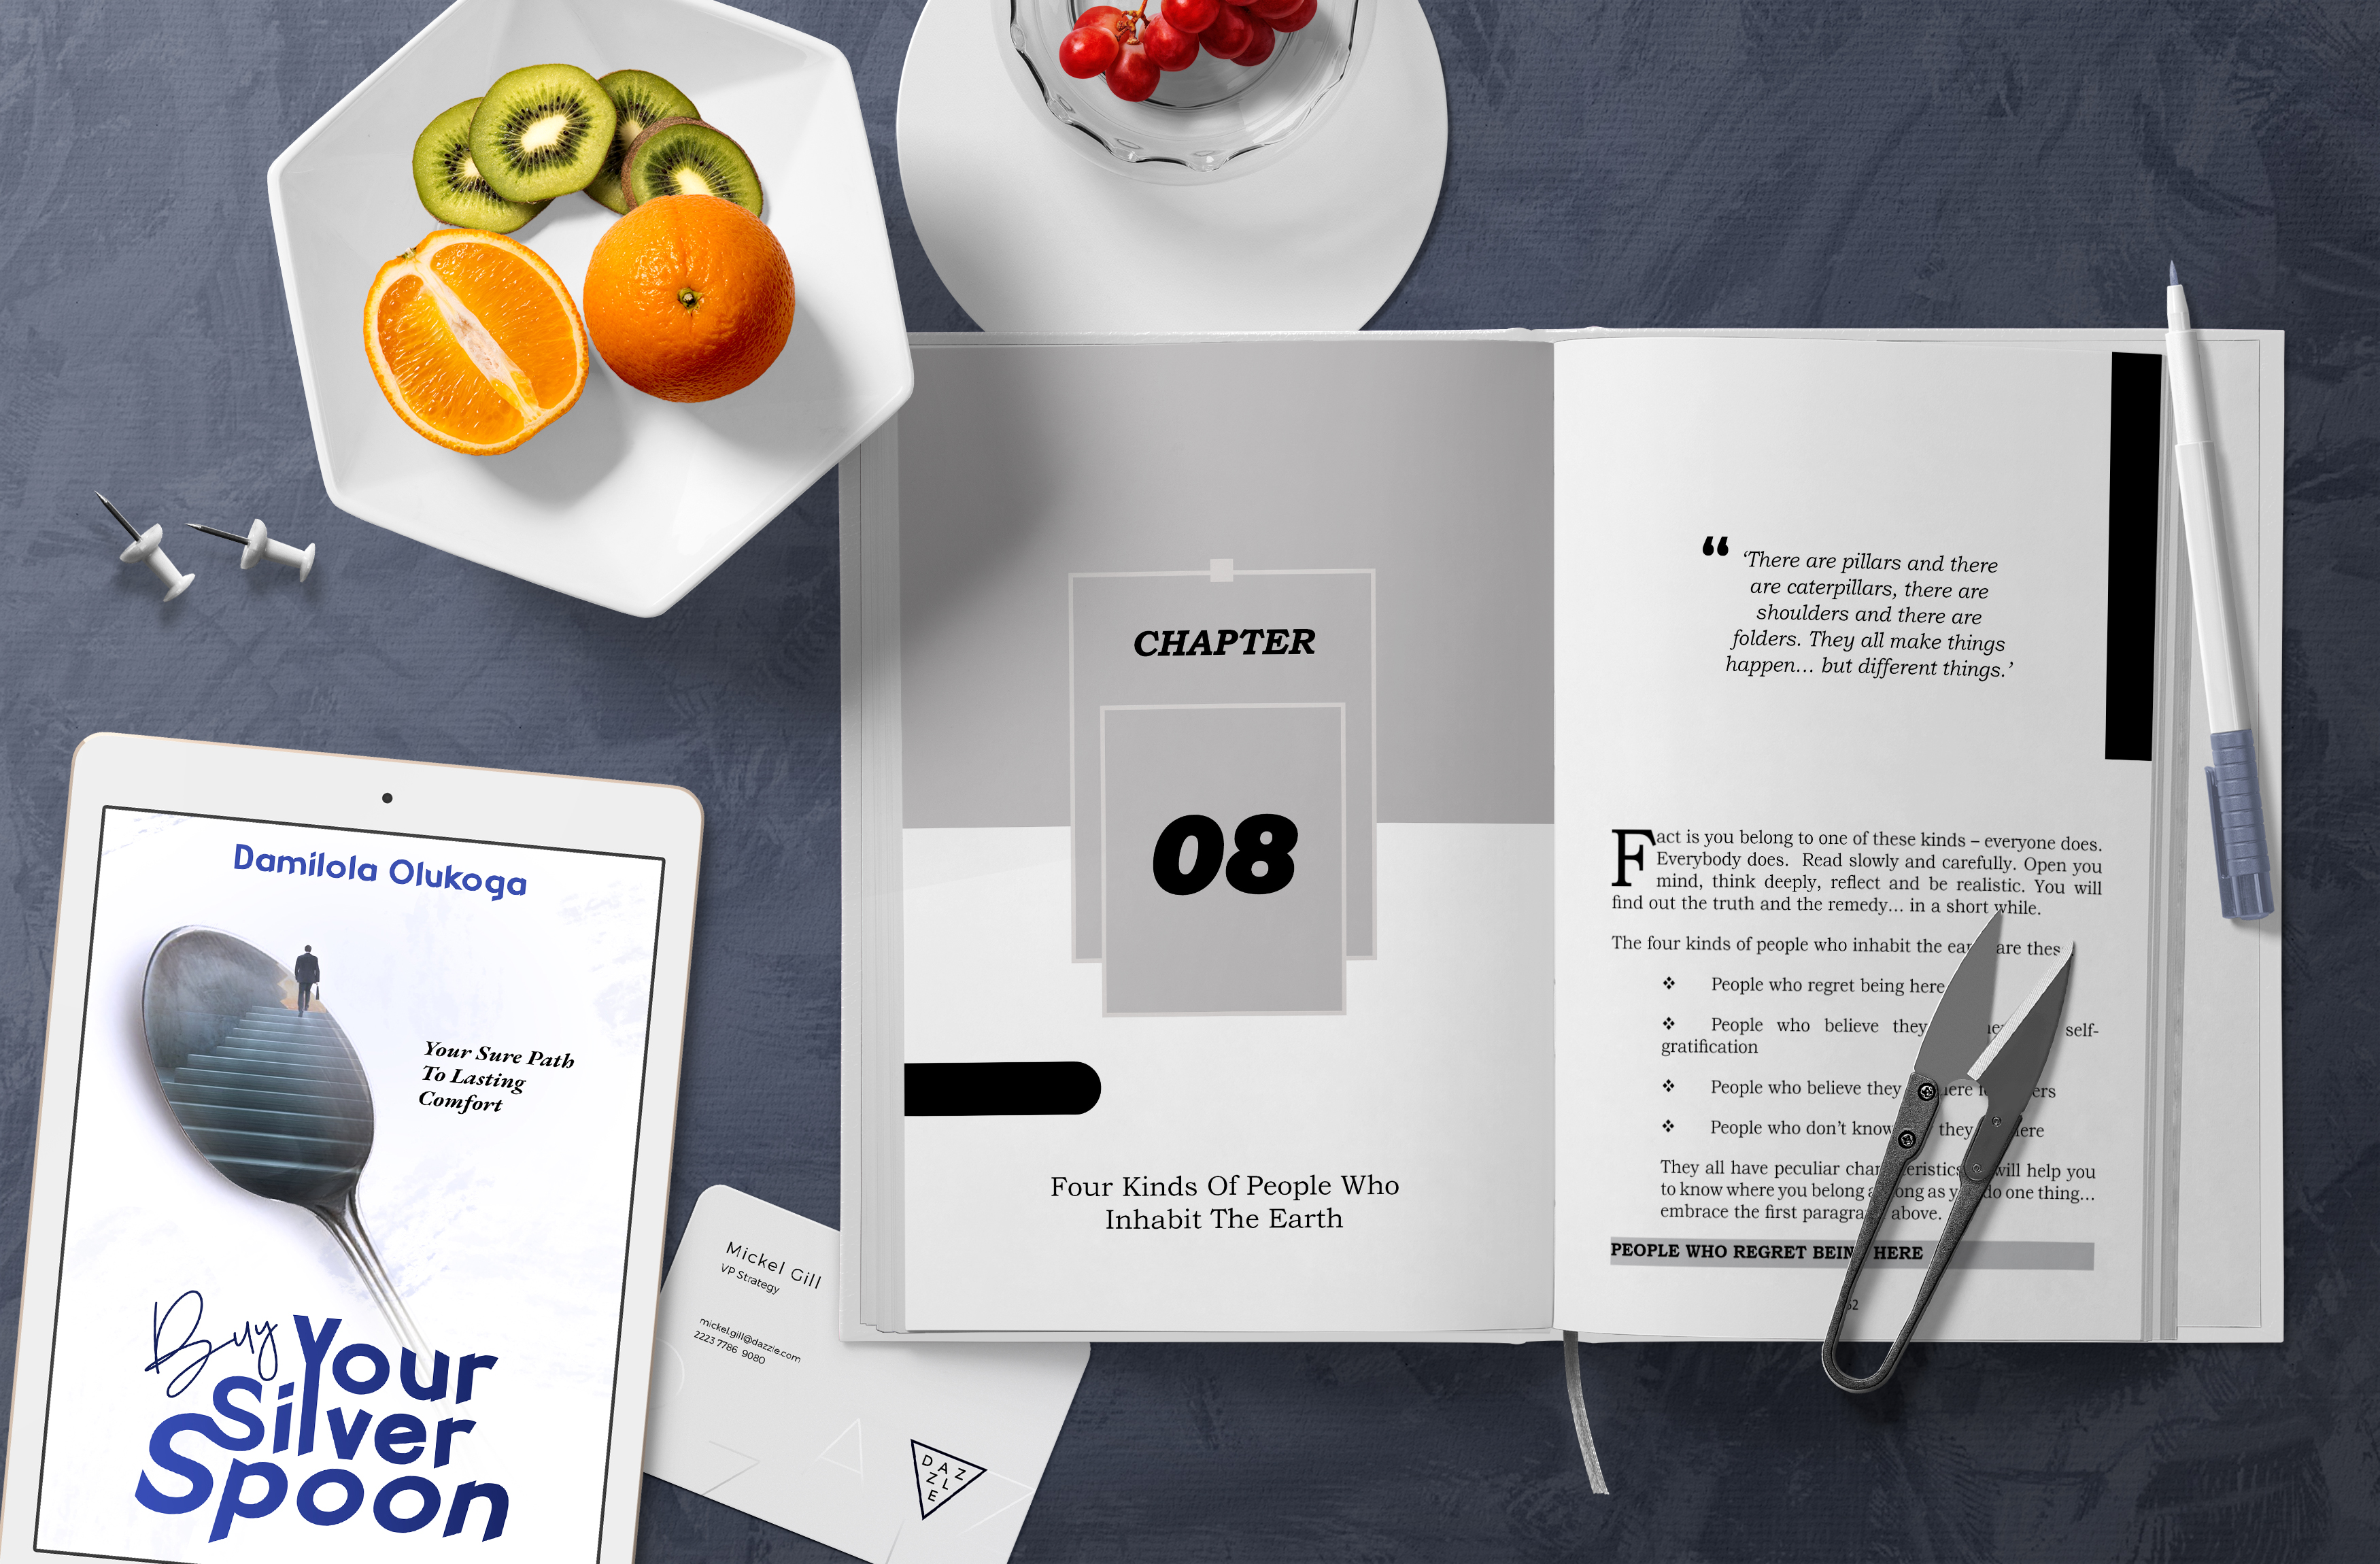 Damilola Olukoga
Your Sure Path
To Lasting
Comfort
Buy Your
Silver
Spoon
Mickel Gill
VP Strategy
mickel.gill@dazzle.com
2223 7786 9080
DAZ
ZL
E
CHAPTER
08
Four Kinds Of People Who
Inhabit The Earth
“ ‘There are pillars and there
are caterpillars, there are
shoulders and there are
folders. They all make things
happen... but different things.’
Fact is you belong to one of these kinds – everyone does.
Everybody does. Read slowly and carefully. Open you
mind, think deeply, reflect and be realistic. You will
find out the truth and the remedy... in a short while.
The four kinds of people who inhabit the are
❖ People who regret being here
❖ People who believe they self-
gratification
❖ People who believe they
❖ People who don’t know they
They all have peculiar will help you
to know where you belong as do one thing...
embrace the first above.
PEOPLE WHO REGRET BEING HERE